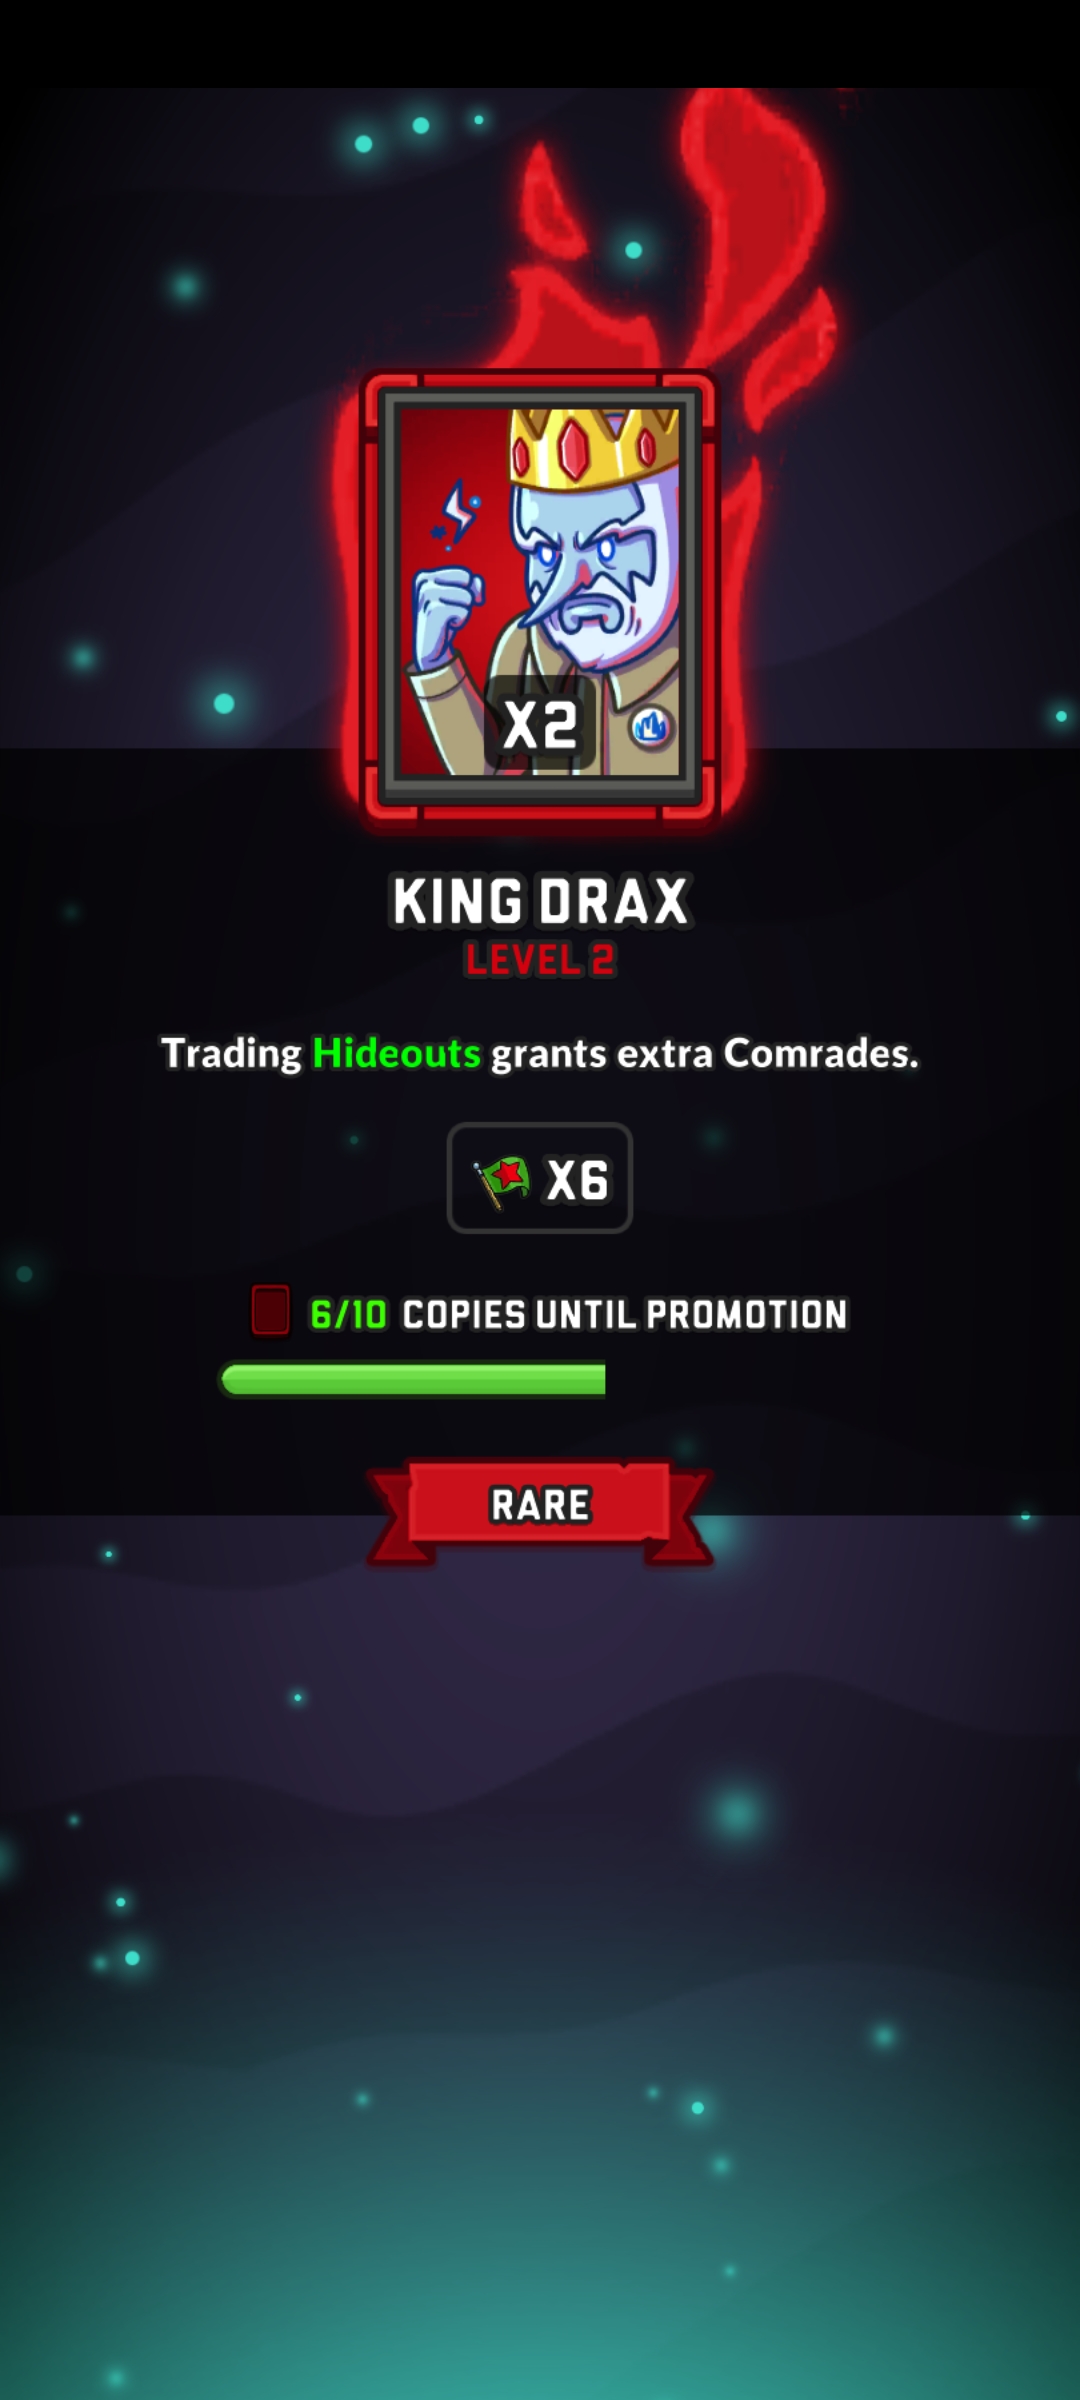 X2
KING DRAX
LEVEL 2
Trading Hideouts grants extra Comrades.
X6
6/10 COPIES UNTIL PROMOTION
RARE